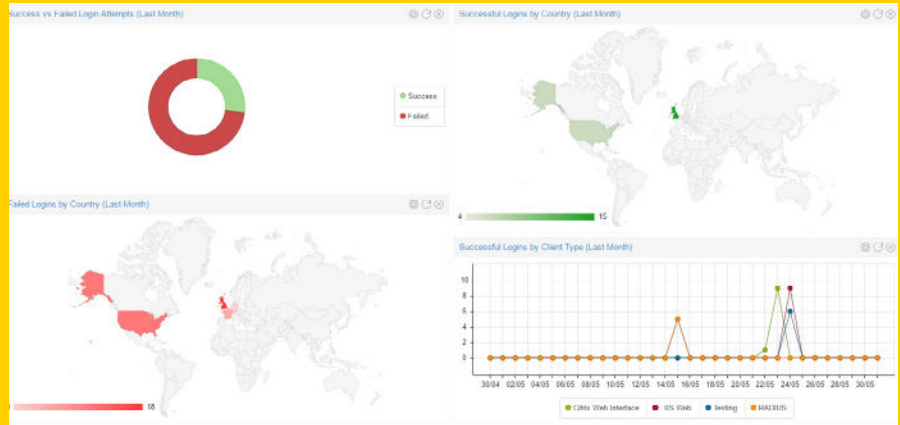 Success vs Failed Login Attempts (Last Month)
Success
Failed
Successful Logins by Country (Last Month)
4 15
Failed Logins by Country (Last Month)
18
Successful Logins by Client Type (Last Month)
10
8
6
4
2
0
30/04 02/05 04/05 06/05 08/05 10/05 12/05 14/05 16/05 18/05 20/05 22/05 24/05 26/05 28/05 30/05
Citrix Web Interface IIS Web Testing RADIUS